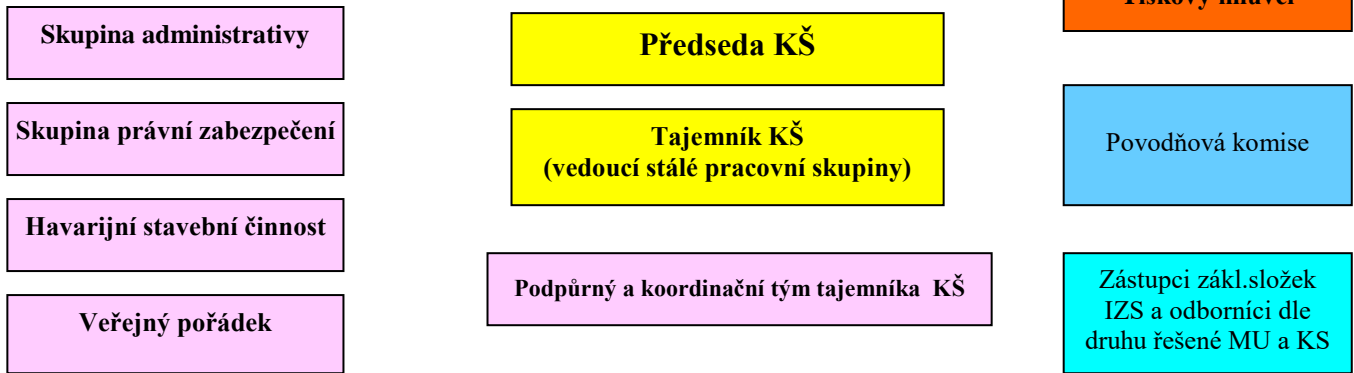 Skupina administrativy
Skupina právní zabezpečení
Havarijní stavební činnost
Veřejný pořádek
Předseda KŠ
Tajemník KŠ
(vedoucí stálé pracovní skupiny)
Podpůrný a koordinační tým tajemníka KŠ
Povodňová komise
Zástupci zákl.složek
IZS a odborníci dle
druhu řešené MU a KS